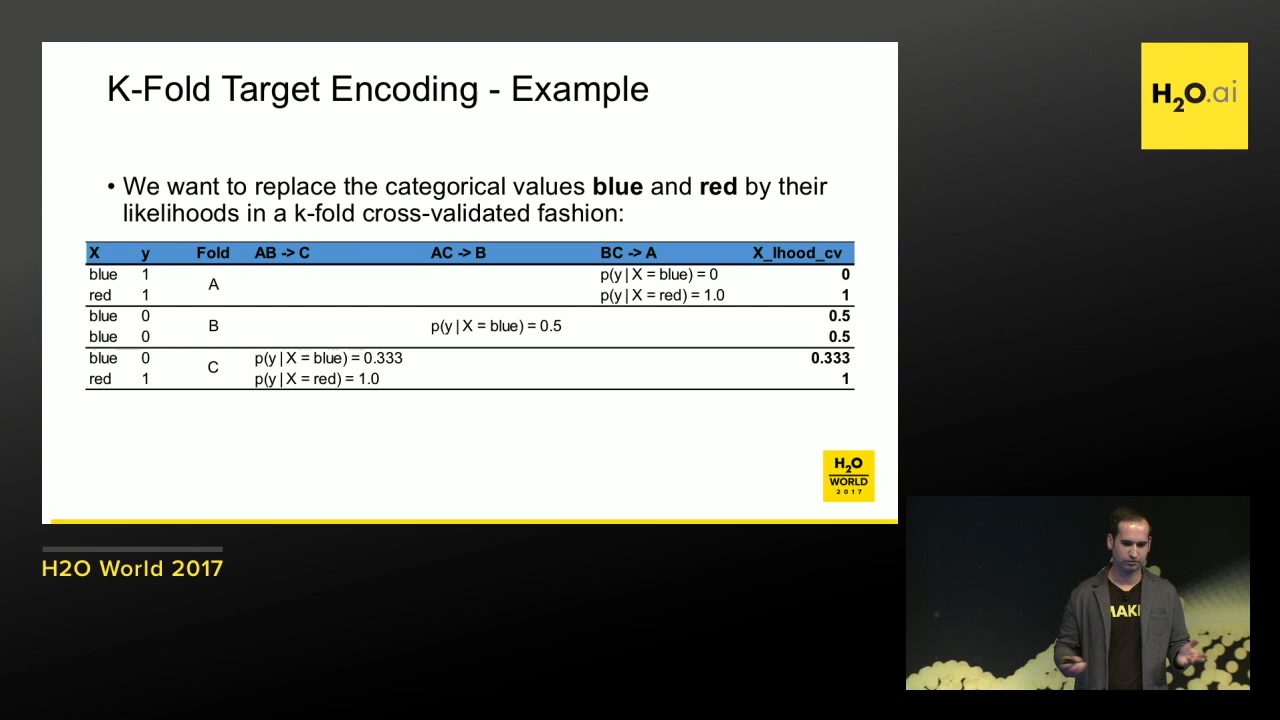 K-Fold Target Encoding - Example
• We want to replace the categorical values blue and red by their
likelihoods in a k-fold cross-validated fashion:
X y Fold AB -> C AC -> B BC -> A X_lhood_cv
blue 1 p(y | X = blue) = 0 0
A
red 1 p(y | X = red) = 1.0 1
blue 0 0.5
B p(y | X = blue) = 0.5
blue 0 0.5
blue 0 p(y | X = blue) = 0.333 0.333
C
red 1 p(y | X = red) = 1.0 1
H2O
WORLD
2017
H2O.ai
H2O World 2017
MAKE